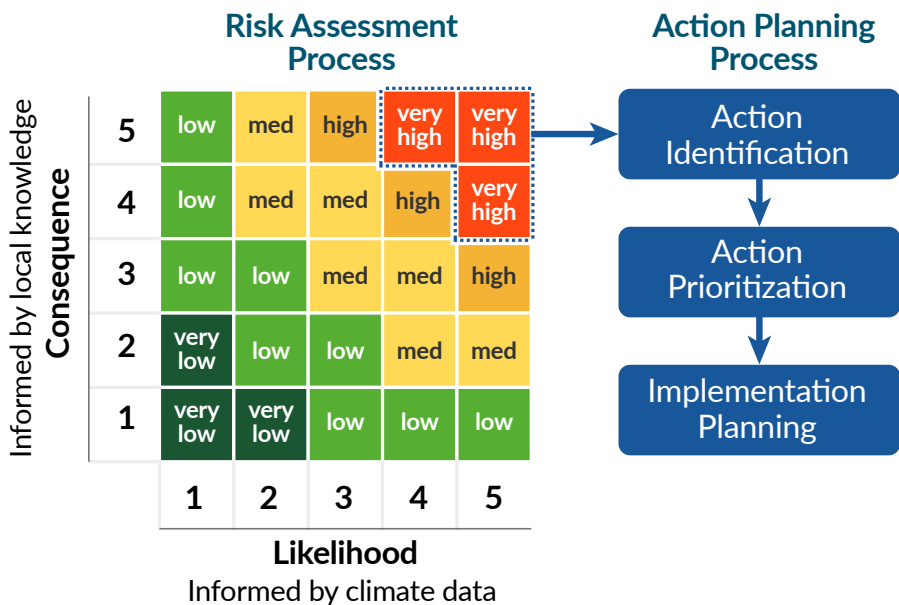 Risk Assessment
Process
Action Planning
Process
Informed by local knowledge
Consequence
5
low
med
high
very
high
very
high
4
low
med
med
high
very
high
3
low
low
med
med
high
2
very
low
low
low
med
med
1
very
low
very
low
low
low
low
1
2
3
4
5
Likelihood
Informed by climate data
Action
Identification
Action
Prioritization
Implementation
Planning